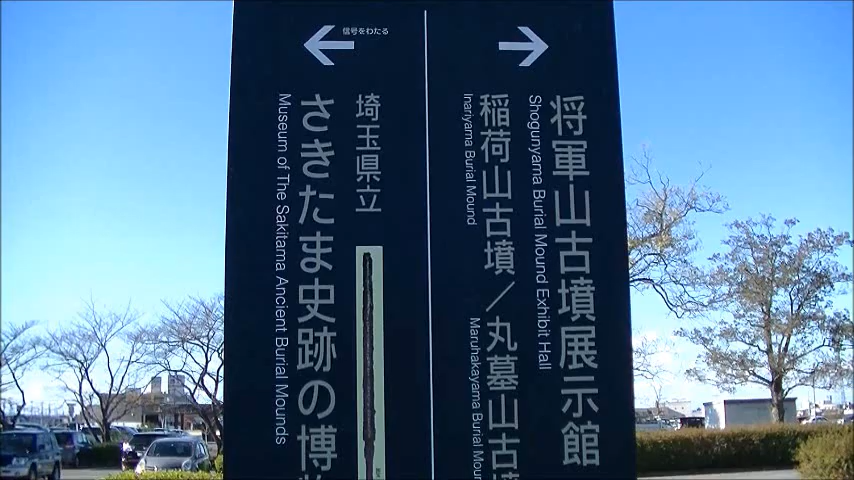 将軍山古墳展示館
Shogunyama Burial Mound Exhibit Hall
稲荷山古墳／丸墓山古
Inariyama Burial Mound
Maruhakayama Burial
信号をわたる
埼玉県立
さきたま史跡の博
Museum of The Sakitama Ancient Burial Mounds